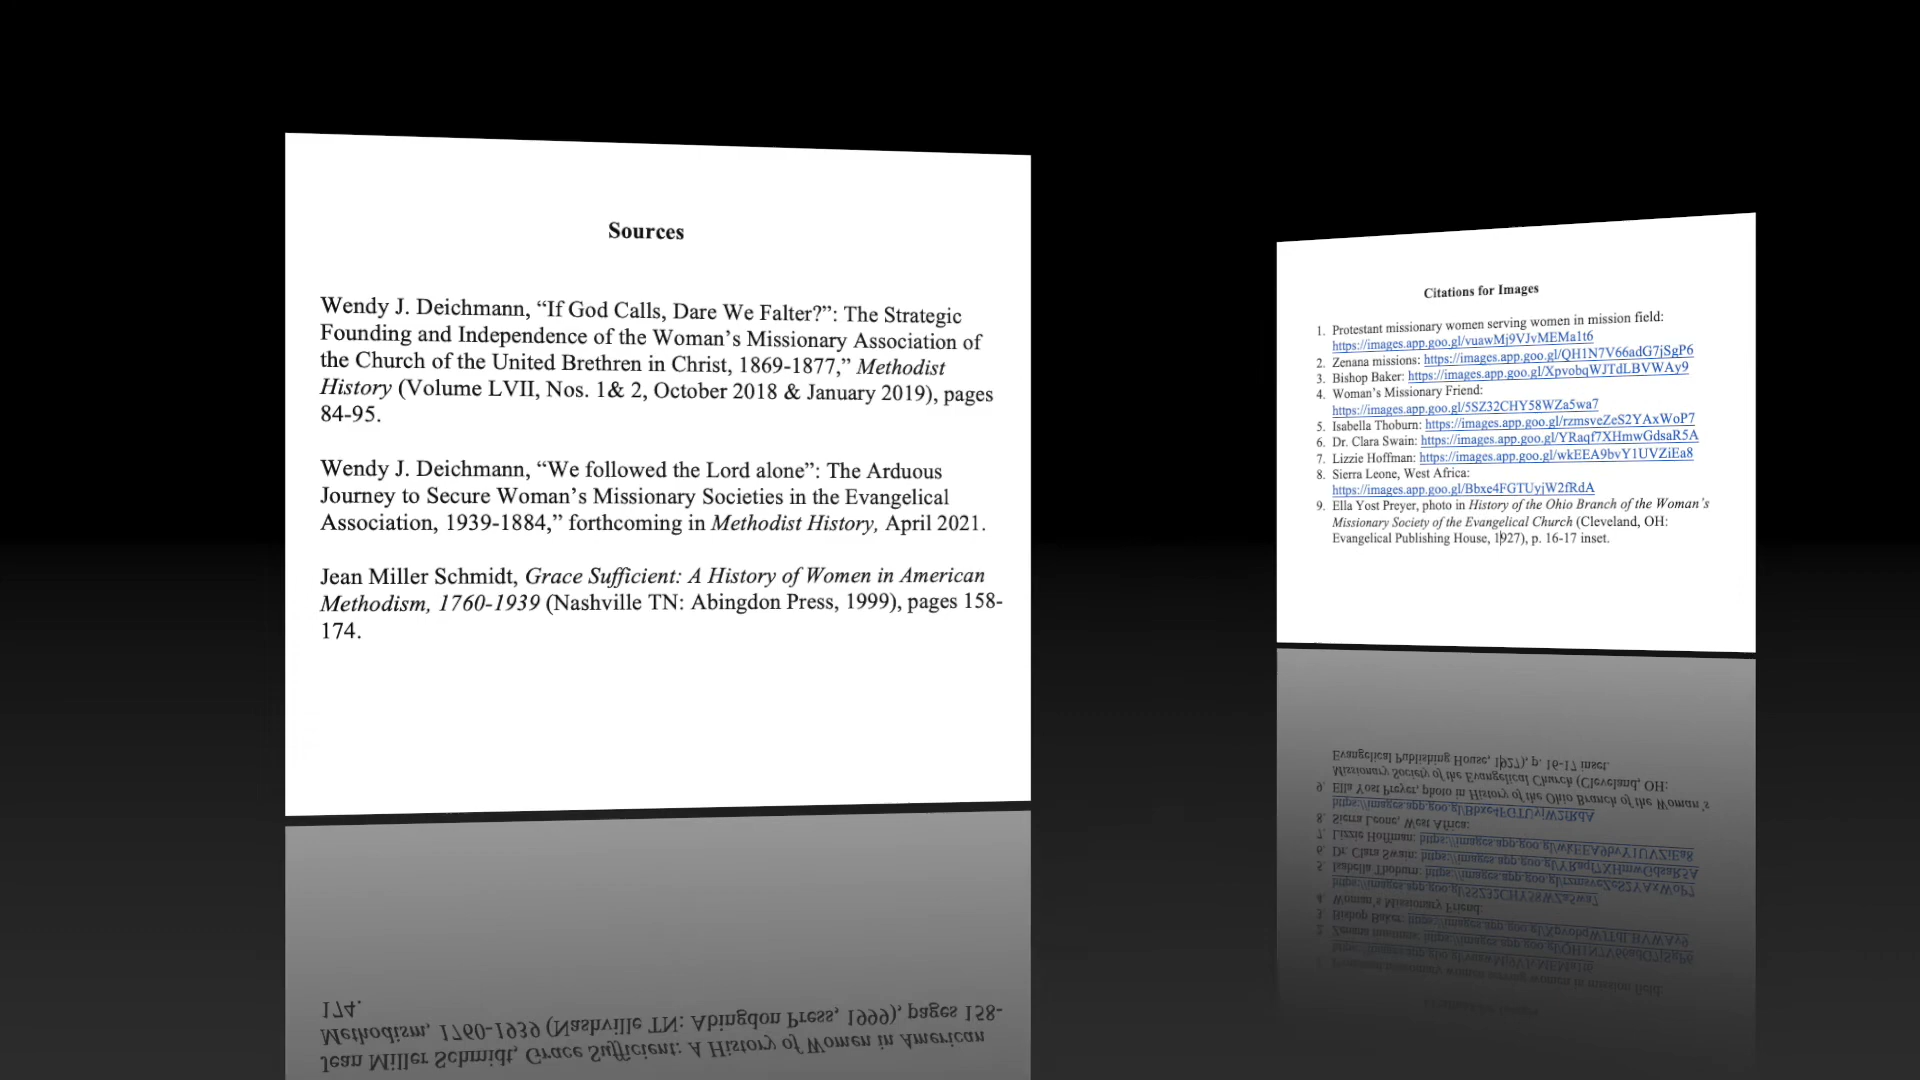 Sources
Wendy J. Deichmann, “If God Calls, Dare We Falter?”: The Strategic
Founding and Independence of the Woman’s Missionary Association of
the Church of the United Brethren in Christ, 1869-1877,” Methodist
History (Volume LVII, Nos. 1& 2, October 2018 & January 2019), pages
84-95.
Wendy J. Deichmann, “We followed the Lord alone”: The Arduous
Journey to Secure Woman’s Missionary Societies in the Evangelical
Association, 1939-1884,” forthcoming in Methodist History, April 2021.
Jean Miller Schmidt, Grace Sufficient: A History of Women in American
Methodism, 1760-1939 (Nashville TN: Abingdon Press, 1999), pages 158-
174.
Citations for Images
1. Protestant missionary women serving women in mission field:
https://images.app.goo.gl/vuawMj9VJvMEMa1t6
2. Zenana missions: https://images.app.goo.gl/QH1N7V66adG7jSgP6
3. Bishop Baker: https://images.app.goo.gl/XpvobqWJTdLBVWAy9
4. Woman’s Missionary Friend:
https://images.app.goo.gl/5SZ32CHY58WZa5wa7
5. Isabella Thoburn: https://images.app.goo.gl/rzmsveZeS2YAxWoP7
6. Dr. Clara Swain: https://images.app.goo.gl/YRaqf7XHmwGdsaR5A
7. Lizzie Hoffman: https://images.app.goo.gl/wkEEA9bvY1UVZiEa8
8. Sierra Leone, West Africa:
https://images.app.goo.gl/Bbxe4FGTUyjW2fRdA
9. Ella Yost Preyer, photo in History of the Ohio Branch of the Woman’s
Missionary Society of the Evangelical Church (Cleveland, OH:
Evangelical Publishing House, 1927), p. 16-17 inset.